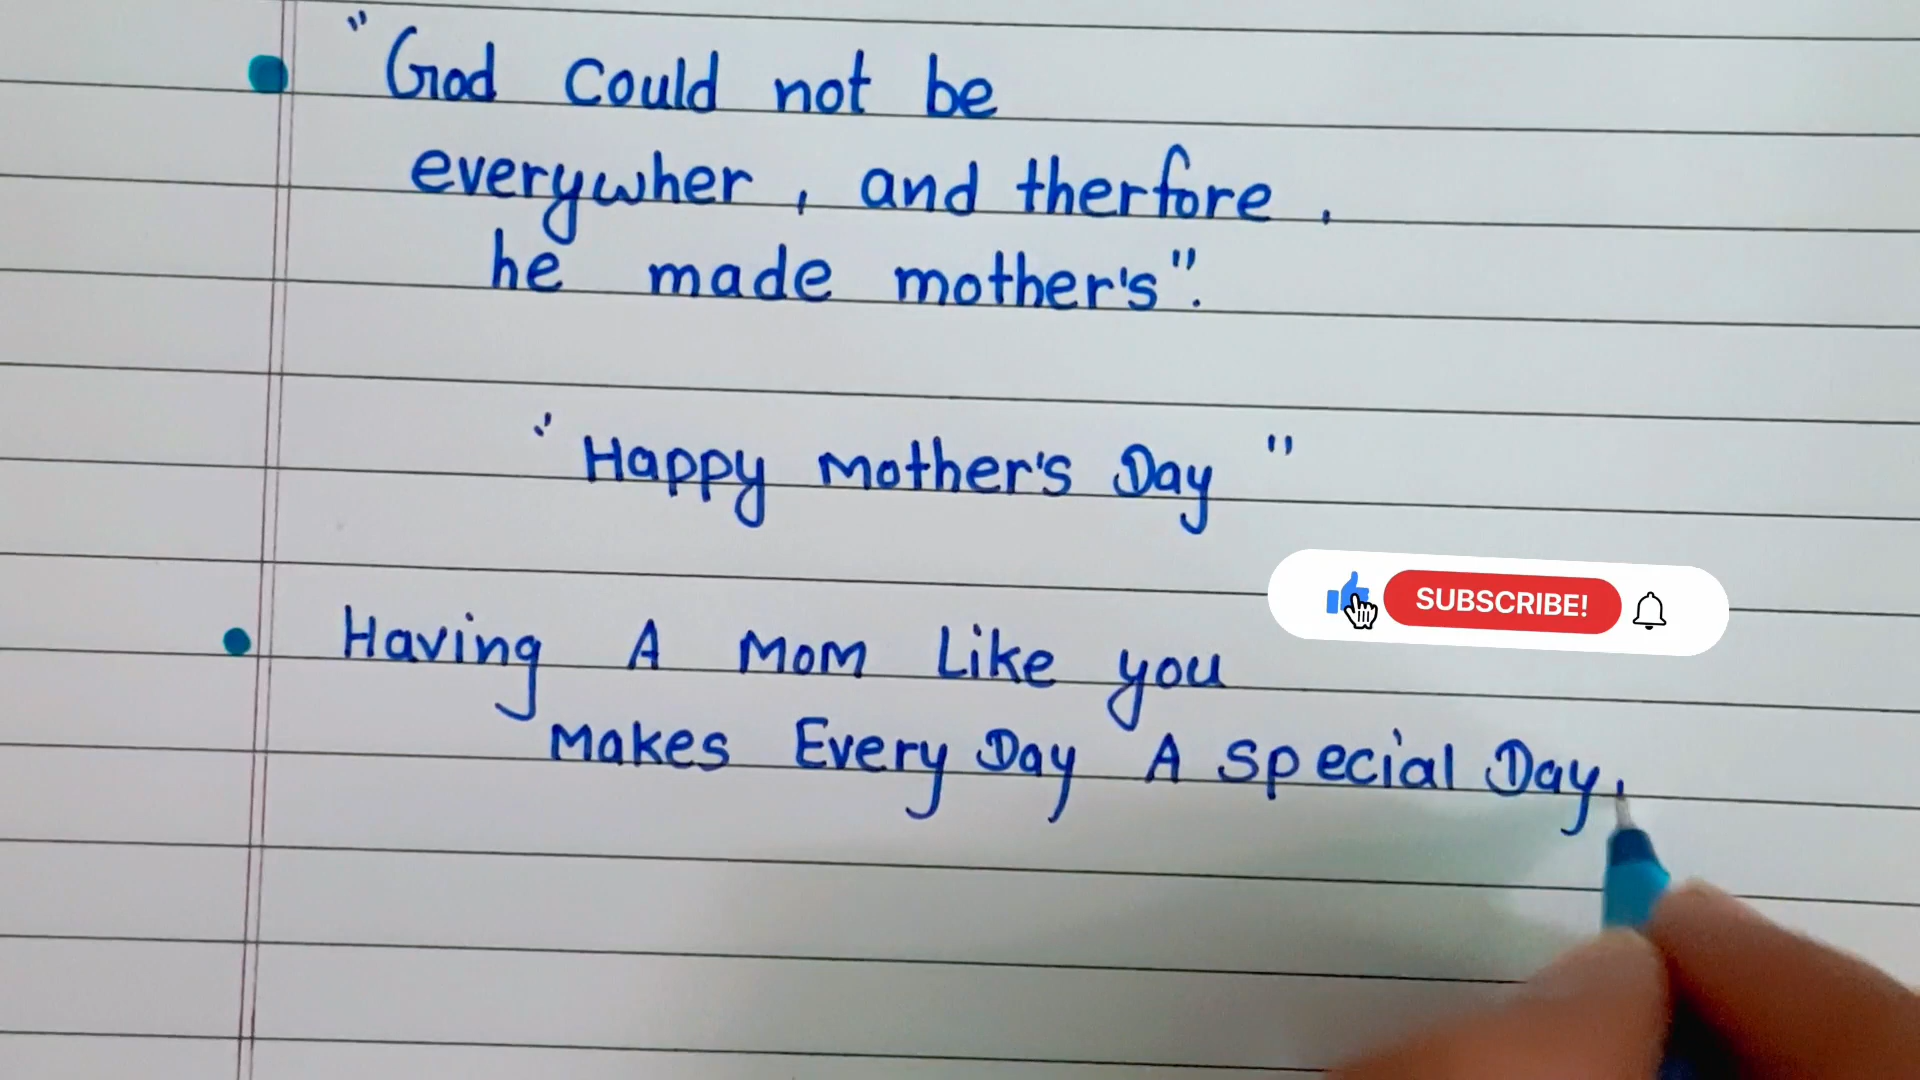 "God could not be
everywher, and therfore.
he made mother's".
"Happy Mother's Day"
SUBSCRIBE!
Having A Mom Like you
Makes Every Day A Special Day.